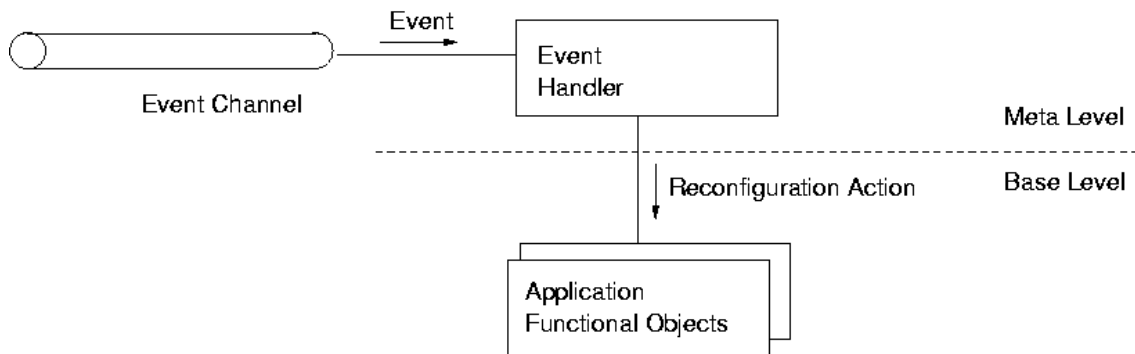 Event
Event
Handler
Event Channel
Meta Level
Base Level
Reconfiguration Action
Application
Functional Objects